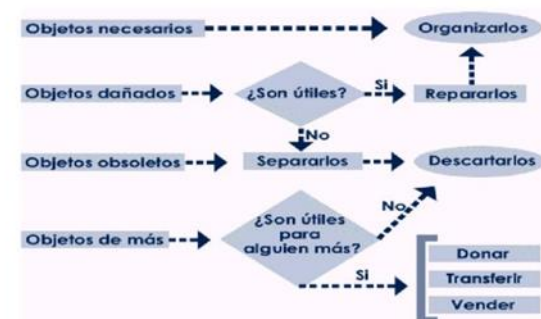 Objetos necesarios
Organizarlos
Objetos dañados
¿Son útiles?
Si
Repararlos
No
Objetos obsoletos
Separarlos
Descartarlos
Objetos de más
¿Son útiles
para
alguien más?
No
Si
Donar
Transferir
Vender